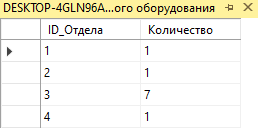 DESKTOP-4GLN96A...ого оборудования
ID_Отдела Количество
1 1
2 1
3 7
4 1